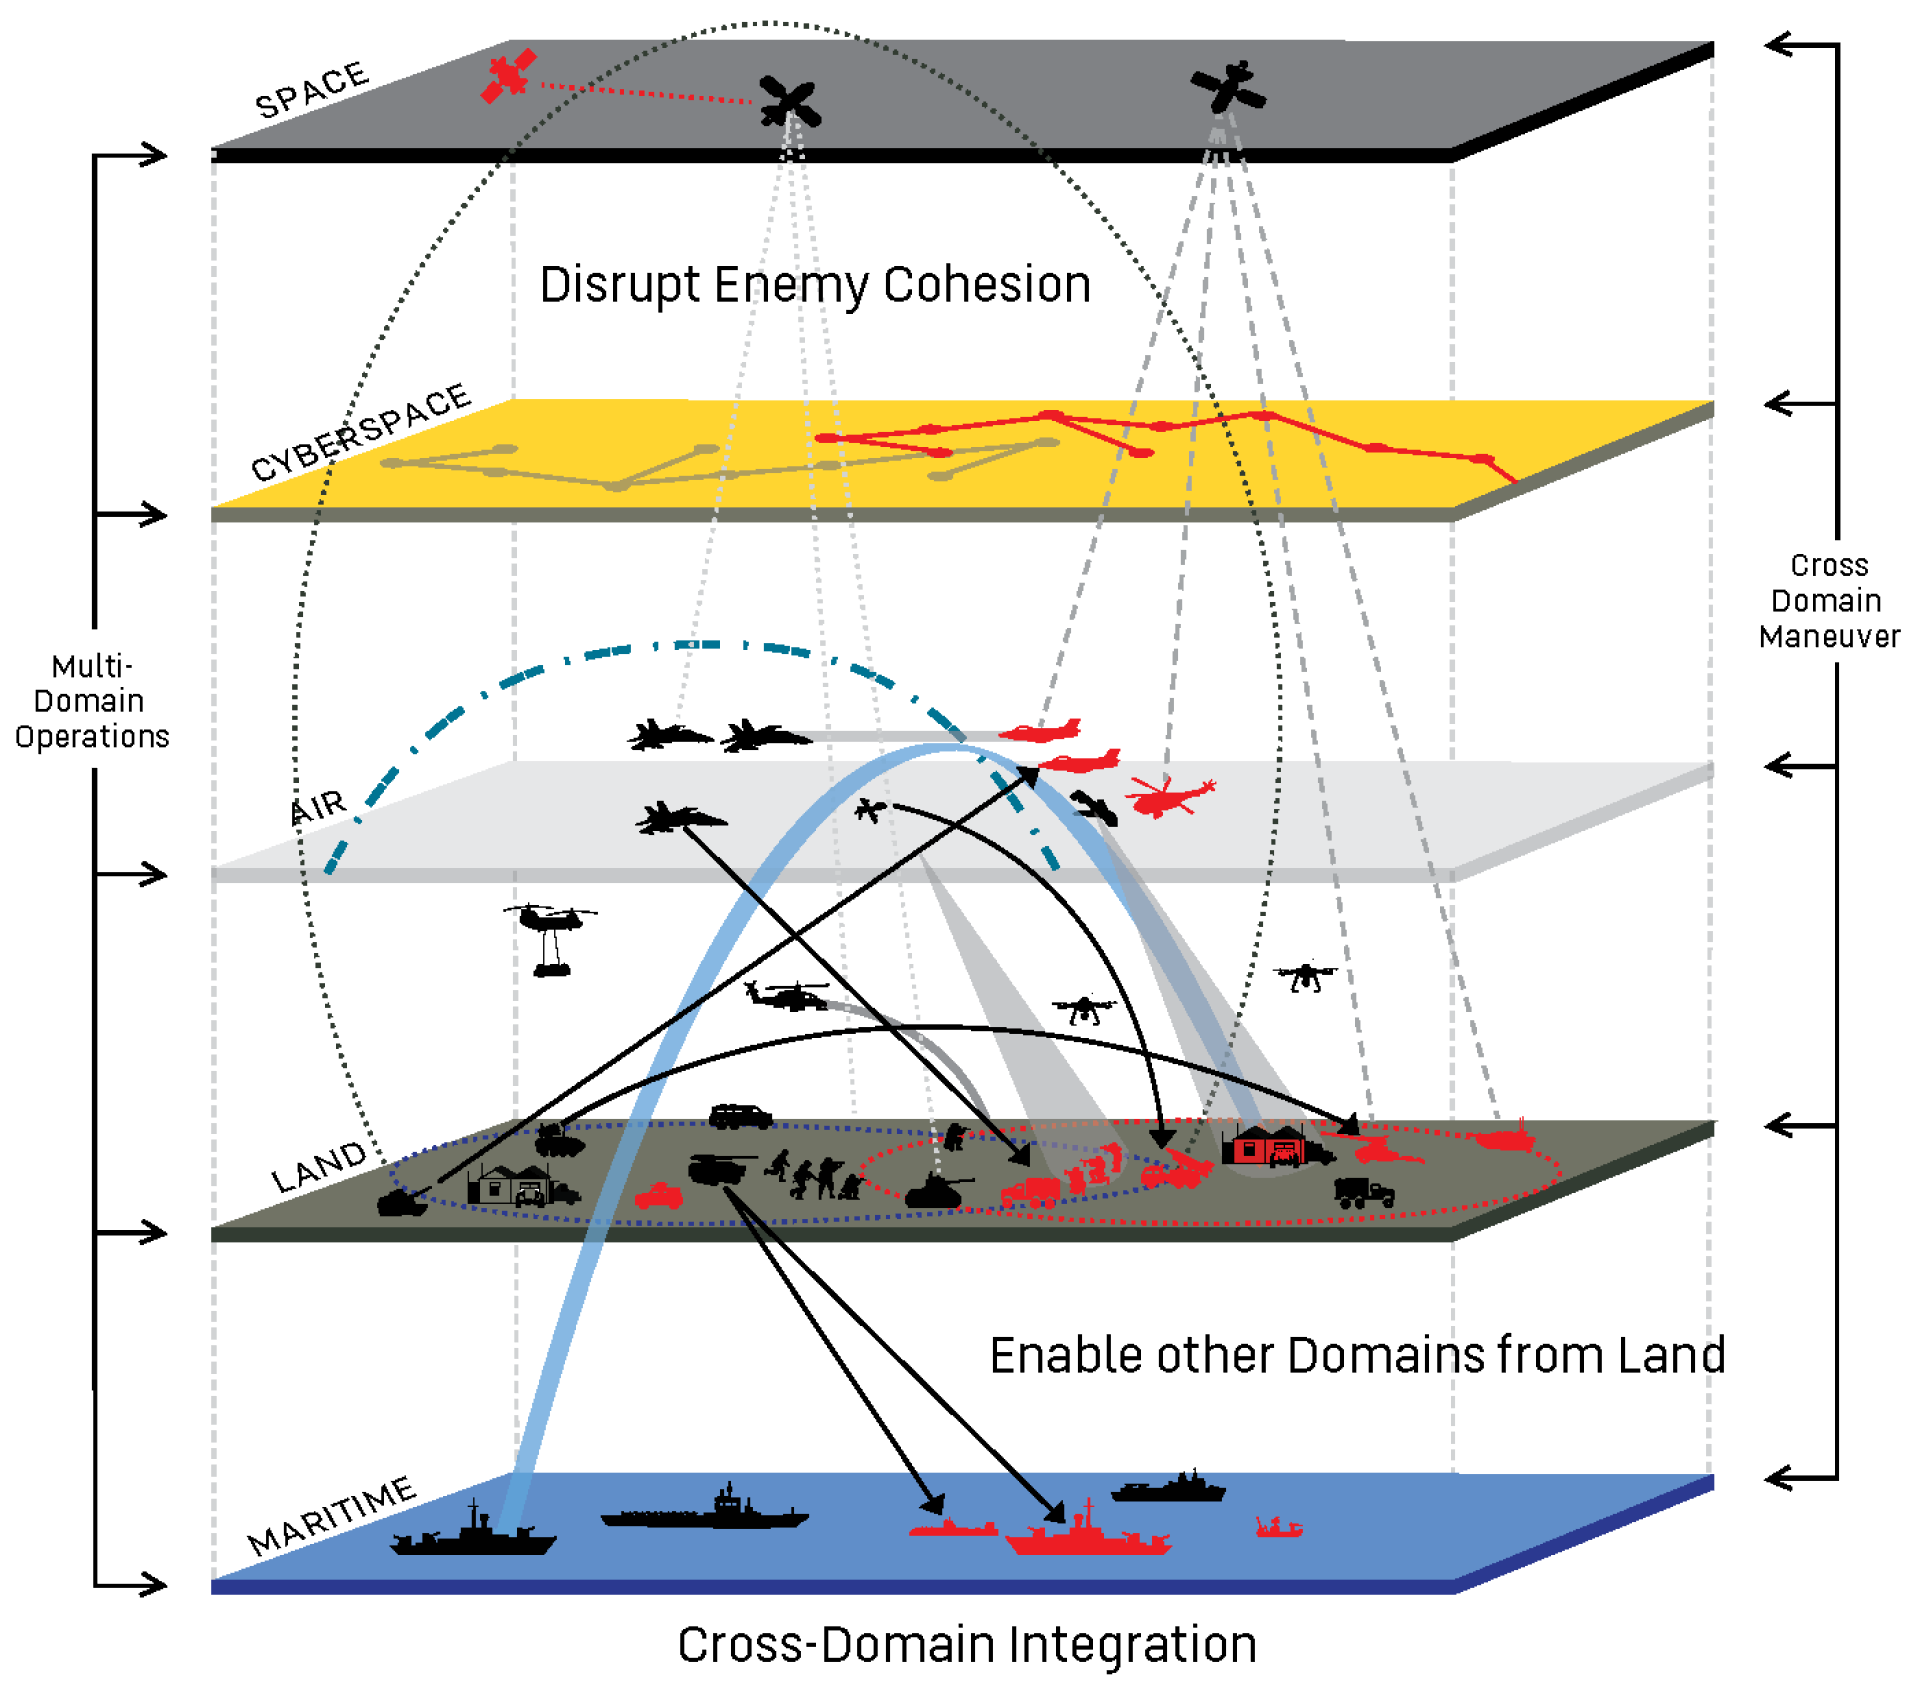 SPACE
Disrupt Enemy Cohesion
CYBERSPACE
Cross
Domain
Maneuver
Multi-
Domain
Operations
AIR
LAND
Enable other Domains from Land
MARITIME
Cross-Domain Integration